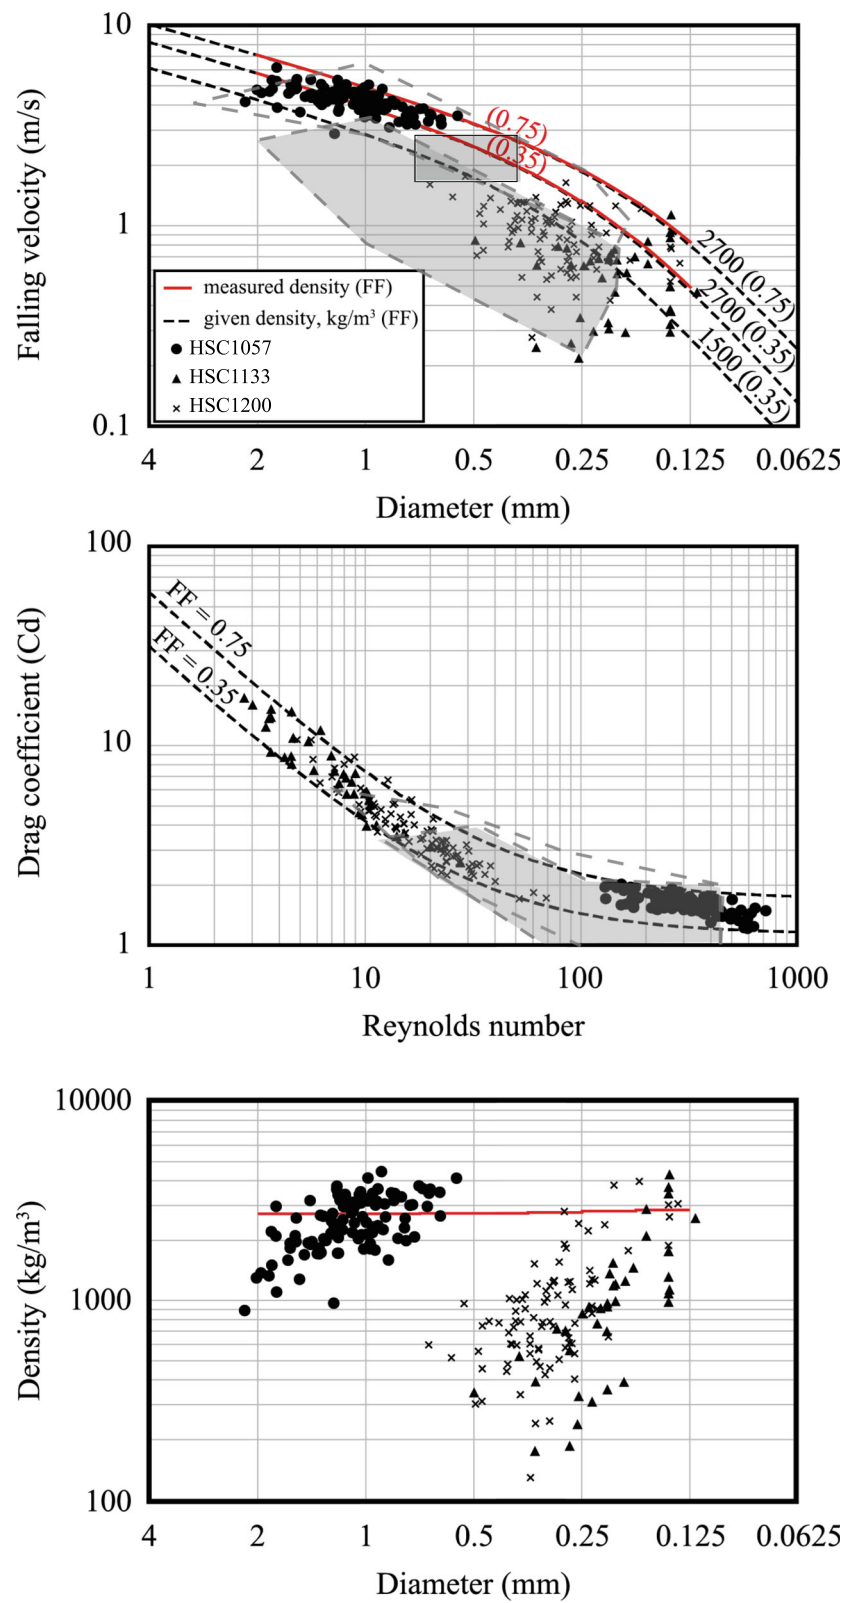 10
1
0.1
Falling velocity (m/s)
(0.75)
(0.35)
2700 (0.75)
2700 (0.35)
1500 (0.35)
measured density (FF)
given density, kg/m³ (FF)
HSC1057
HSC1133
HSC1200
4 2 1 0.5 0.25 0.125 0.0625
Diameter (mm)
100
10
1
Drag coefficient (Cd)
FF = 0.75
FF = 0.35
1 10 100 1000
Reynolds number
10000
1000
100
Density (kg/m³)
4 2 1 0.5 0.25 0.125 0.0625
Diameter (mm)